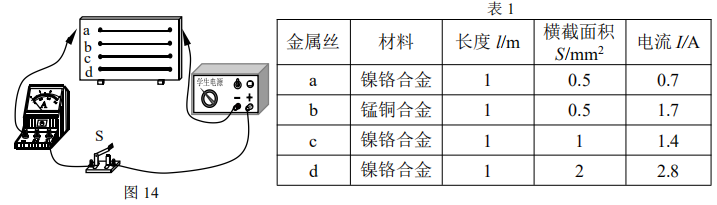 表 1
a
b
c
d
学生电源
A
S
图 14
金属丝 材料 长度 l/m 横截面积 S/mm² 电流 I/A
a 镍铬合金 1 0.5 0.7
b 锰铜合金 1 0.5 1.7
c 镍铬合金 1 1 1.4
d 镍铬合金 1 2 2.8